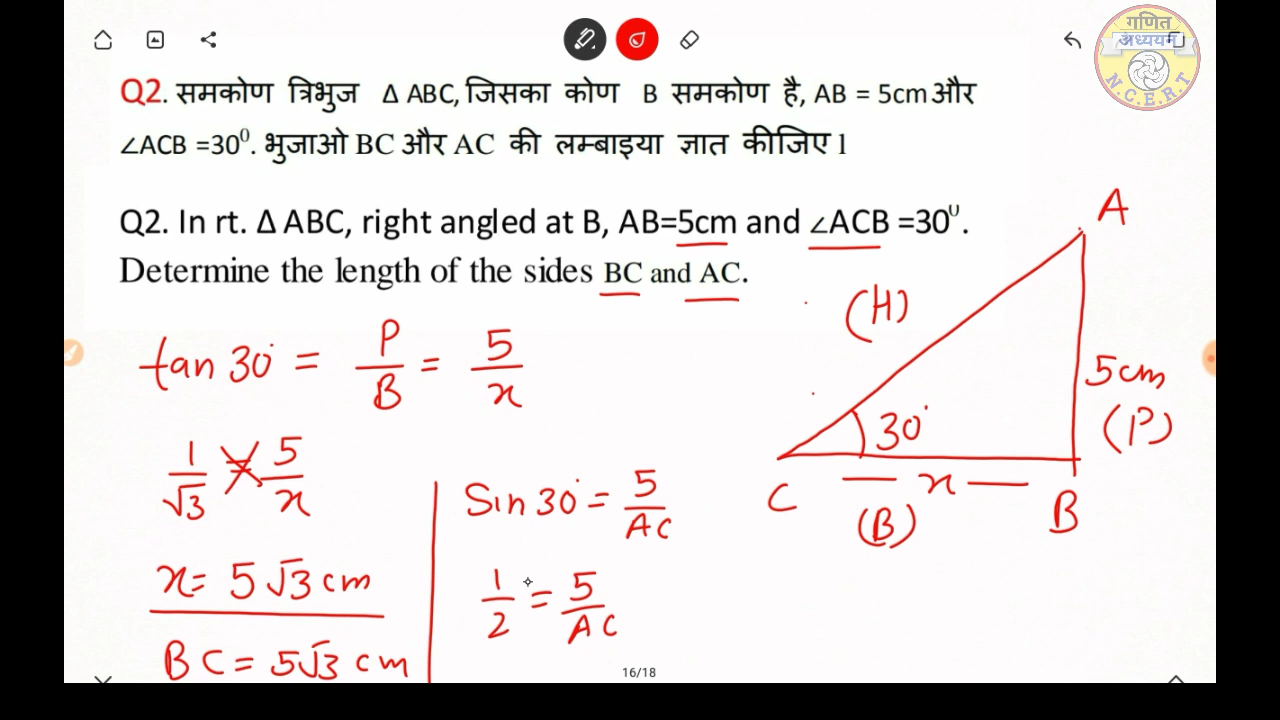 गणित
अध्ययन
N.C.E.R.T
Q2. समकोण त्रिभुज Δ ABC, जिसका कोण B समकोण है, AB = 5cm और
∠ACB =30⁰. भुजाओ BC और AC की लम्बाइया ज्ञात कीजिए l
Q2. In rt. Δ ABC, right angled at B, AB=5cm and ∠ACB =30⁰.
Determine the length of the sides BC and AC.
A
(H)
5cm
(P)
30°
C
x
B
(B)
tan 30° = P/B = 5/x
1/√3 = 5/x
x = 5√3 cm
BC = 5√3 cm
Sin 30° = 5/AC
1/2 = 5/AC
16/18